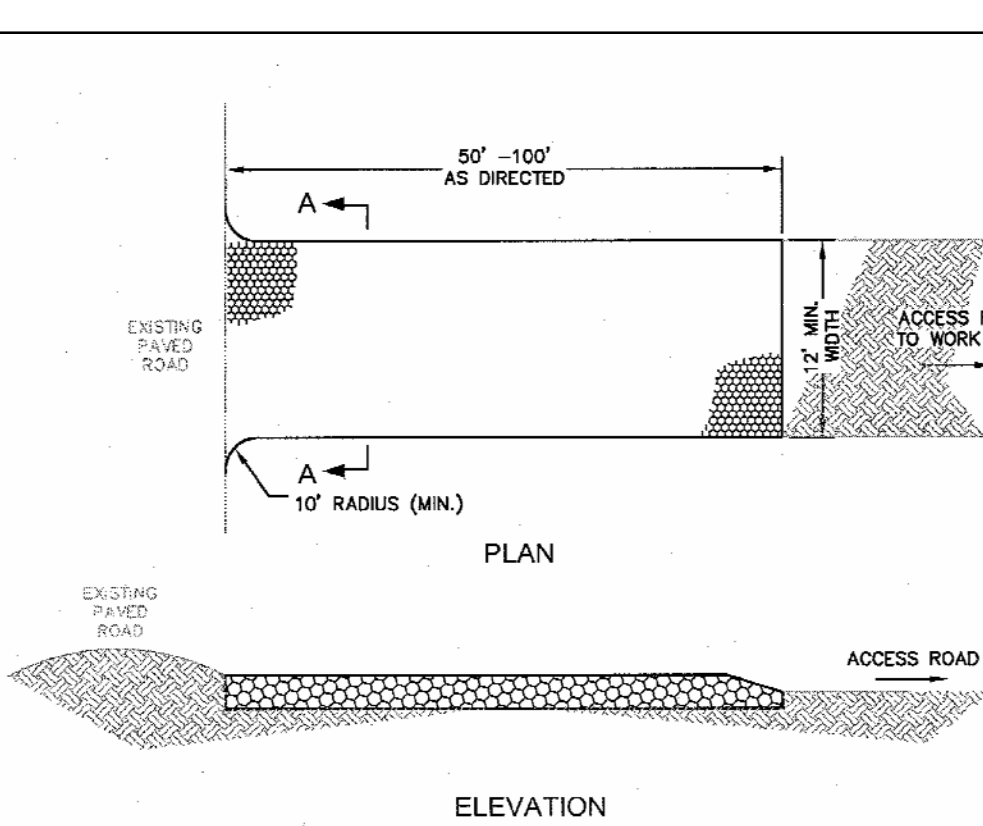 50' -100'
AS DIRECTED
A
EXISTING
PAVED
ROAD
12' MIN.
WIDTH
ACCESS
TO WORK
A
10' RADIUS (MIN.)
PLAN
EXISTING
PAVED
ROAD
ACCESS ROAD
ELEVATION